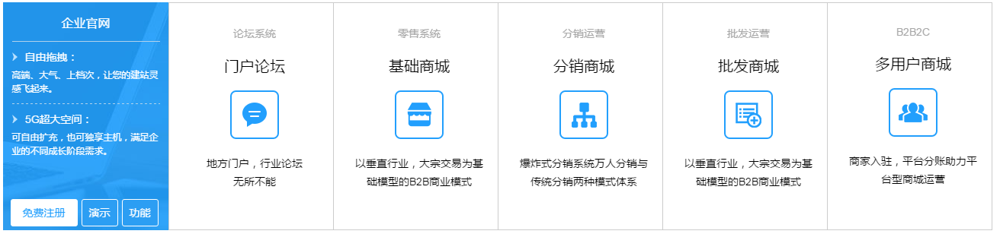 企业官网
自由拖拽：
高端、大气、上档次，让您的建站灵
感飞起来。
5G超大空间：
可自由扩充，也可独享主机，满足企
业的不同成长阶段需求。
免费注册 演示 功能
论坛系统
门户论坛
地方门户，行业论坛
无所不能
零售系统
基础商城
以垂直行业，大宗交易为基
础模型的B2B商业模式
分销运营
分销商城
爆炸式分销系统万人分销与
传统分销两种模式体系
批发运营
批发商城
以垂直行业，大宗交易为基
础模型的B2B商业模式
B2B2C
多用户商城
商家入驻，平台分账助力平
台型商城运营